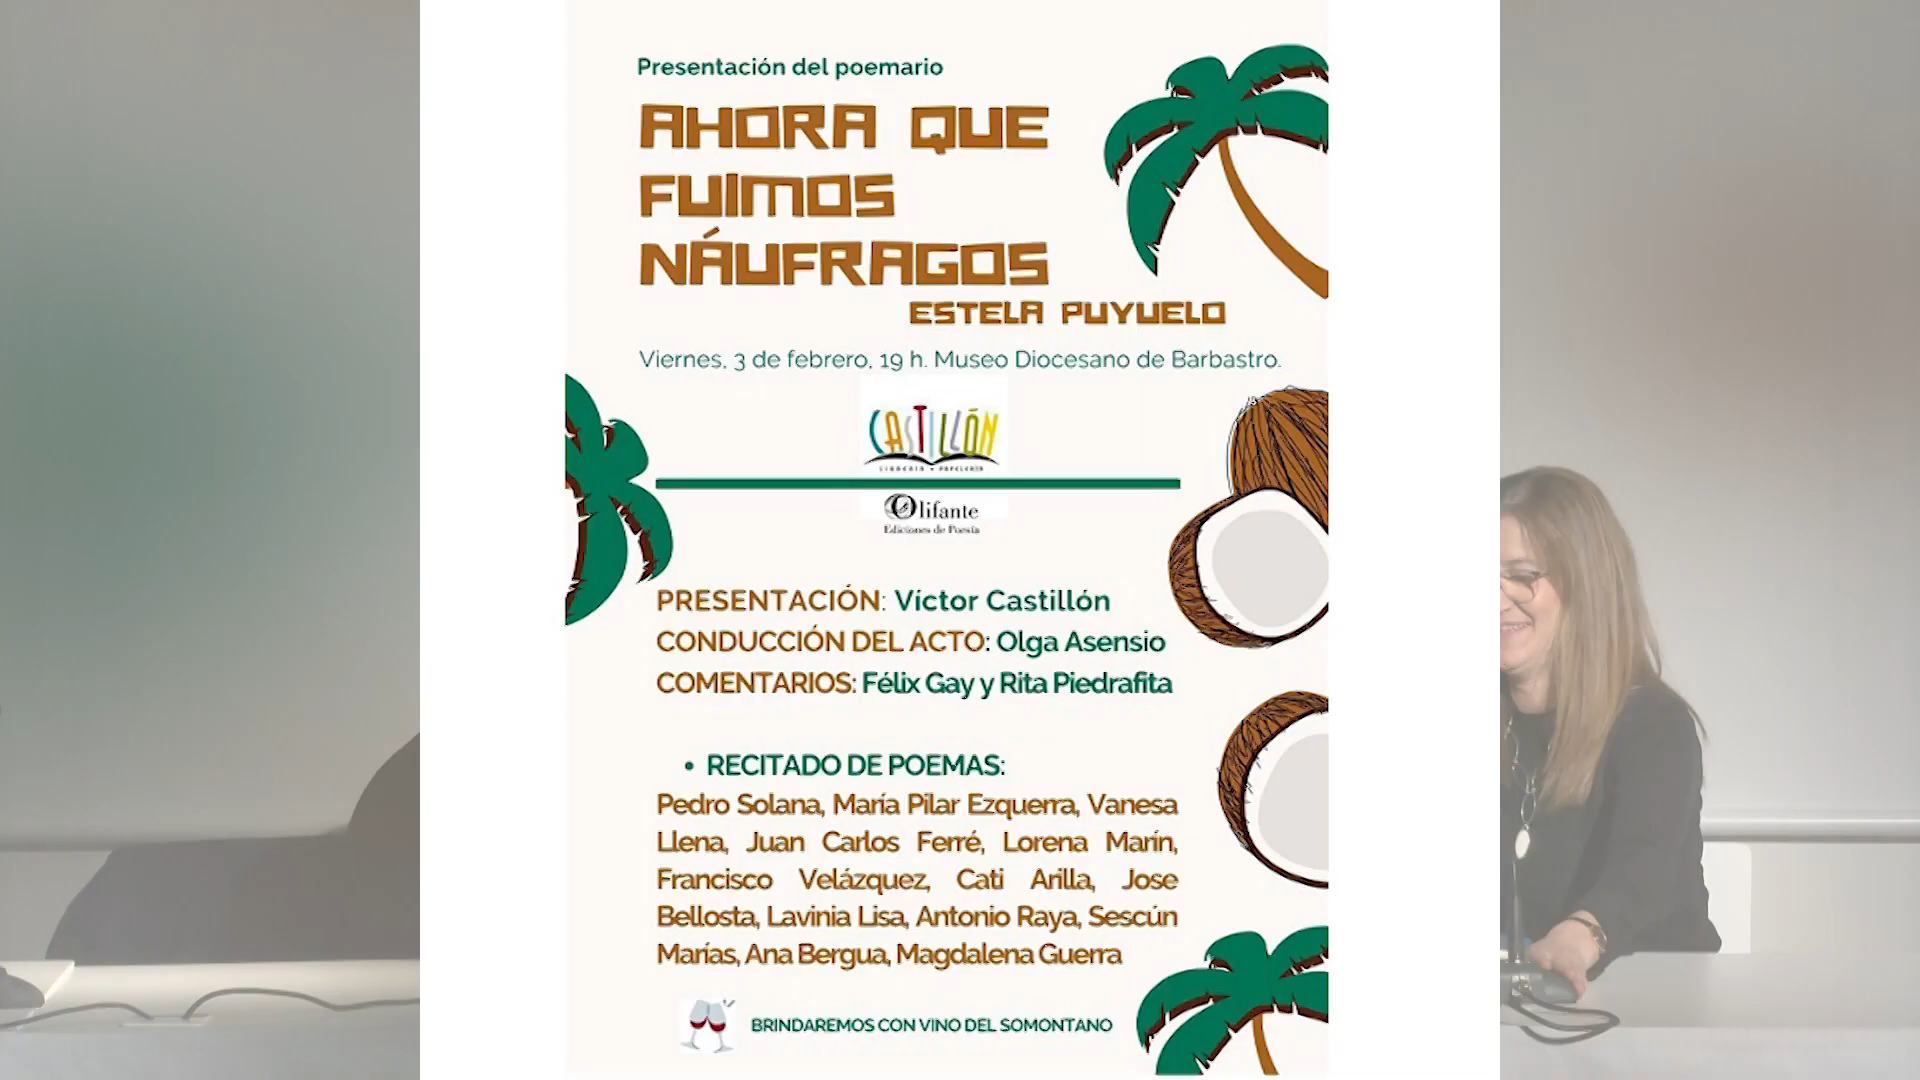 Presentación del poemario
AHORA QUE
FUIMOS
NÁUFRAGOS
ESTELA PUYUELO
Viernes, 3 de febrero, 19 h. Museo Diocesano de Barbastro.
CASTILLÓN
LIBRERÍA • PAPELERÍA
Olifante
Ediciones de Poesía
PRESENTACIÓN: Víctor Castillón
CONDUCCIÓN DEL ACTO: Olga Asensio
COMENTARIOS: Félix Gay y Rita Piedrafita
• RECITADO DE POEMAS:
Pedro Solana, María Pilar Ezquerra, Vanesa
Llena, Juan Carlos Ferré, Lorena Marín,
Francisco Velázquez, Cati Arilla, Jose
Bellosta, Lavinia Lisa, Antonio Raya, Sescún
Marías, Ana Bergua, Magdalena Guerra
BRINDAREMOS CON VINO DEL SOMONTANO